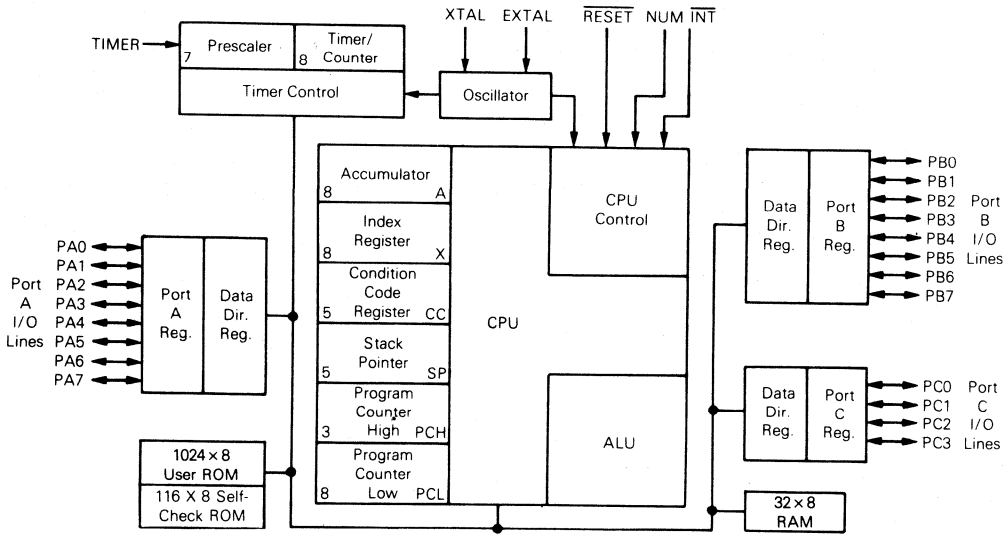 XTAL EXTAL RESET NUM INT
TIMER
7 Prescaler
8 Timer/
Counter
Timer Control
Oscillator
8 Accumulator A
Index
Register
8 X
Condition
Code
Register
5 CC
Stack
Pointer
5 SP
Program
Counter
High
3 PCH
Program
Counter
Low
8 PCL
CPU
CPU
Control
ALU
Port
A
I/O
Lines
PA0
PA1
PA2
PA3
PA4
PA5
PA6
PA7
Port
A
Reg.
Data
Dir.
Reg.
1024×8
User ROM
116 X 8 Self-
Check ROM
Data
Dir.
Reg.
Port
B
Reg.
PB0
PB1
PB2
PB3
PB4
PB5
PB6
PB7
Port
B
I/O
Lines
Data
Dir.
Reg.
Port
C
Reg.
PC0
PC1
PC2
PC3
Port
C
I/O
Lines
32×8
RAM